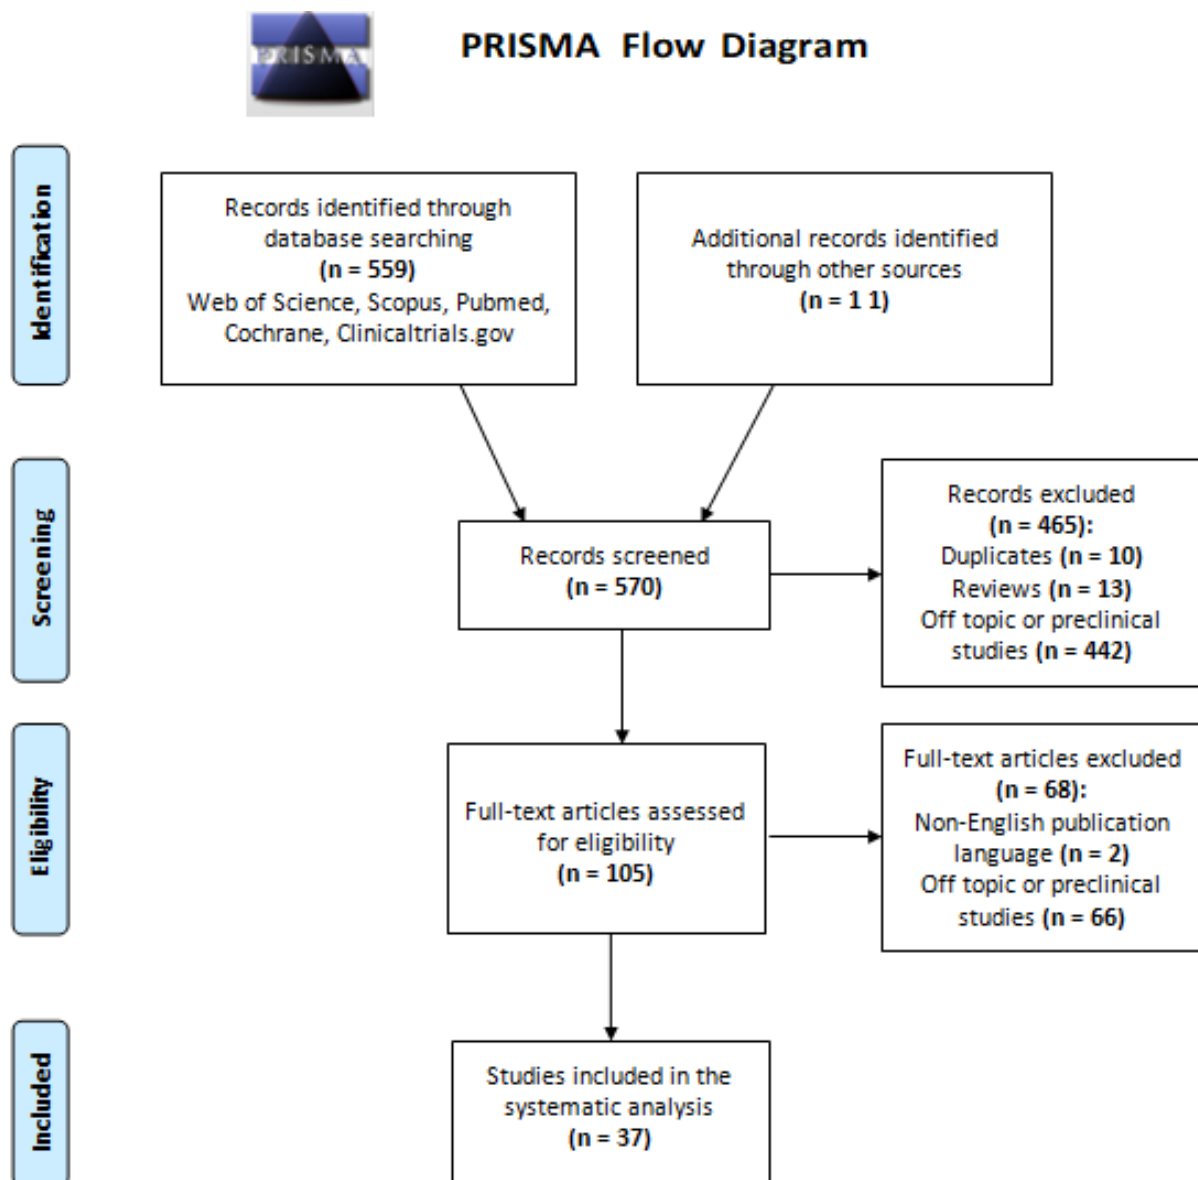 PRISMA
PRISMA Flow Diagram
Identification
Records identified through
database searching
(n = 559)
Web of Science, Scopus, Pubmed,
Cochrane, Clinicaltrials.gov
Additional records identified
through other sources
(n = 1 1)
Screening
Records screened
(n = 570)
Records excluded
(n = 465):
Duplicates (n = 10)
Reviews (n = 13)
Off topic or preclinical
studies (n = 442)
Eligibility
Full-text articles assessed
for eligibility
(n = 105)
Full-text articles excluded
(n = 68):
Non-English publication
language (n = 2)
Off topic or preclinical
studies (n = 66)
Included
Studies included in the
systematic analysis
(n = 37)